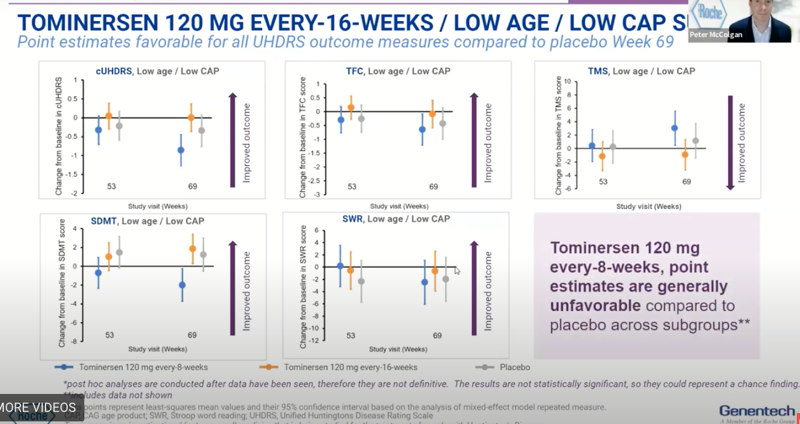 TOMINERSEN 120 MG EVERY-16-WEEKS / LOW AGE / LOW CAP S
Point estimates favorable for all UHDRS outcome measures compared to placebo Week 69
Roche
Peter McColgan
cUHDRS, Low age / Low CAP
Change from baseline in cUHDRS
1
0.5
0
-0.5
-1
-1.5
-2
53
69
Study visit (Weeks)
Improved outcome
TFC, Low age / Low CAP
Change from baseline in TFC score
1
0.5
0
-0.5
-1
-1.5
-2
-2.5
-3
53
69
Study visit (Weeks)
Improved outcome
TMS, Low age / Low CAP
Change from baseline in TMS score
10
8
6
4
2
0
-2
-4
-6
53
69
Study visit (Weeks)
Improved outcome
SDMT, Low age / Low CAP
Change from baseline in SDMT score
4
2
0
-2
-4
-6
-8
53
69
Study visit (Weeks)
Improved outcome
SWR, Low age / Low CAP
Change from baseline in SWR score
6
4
2
0
-2
-4
-6
-8
-10
-12
53
69
Study visit (Weeks)
Improved outcome
Tominersen 120 mg
every-8-weeks, point
estimates are generally
unfavorable compared to
placebo across subgroups**
Tominersen 120 mg every-8-weeks
Tominersen 120 mg every-16-weeks
Placebo
*post hoc analyses are conducted after data have been seen, therefore they are not definitive. The results are not statistically significant, so they could represent a chance finding.
**includes data not shown
MORE VIDEOS
points represent least-squares mean values and their 95% confidence interval based on the analysis of mixed-effect model repeated measure.
CAG age product; SWR, Stroop word reading; UHDRS, Unified Huntingtons Disease Rating Scale
Roche
Genentech
A Member of the Roche Group